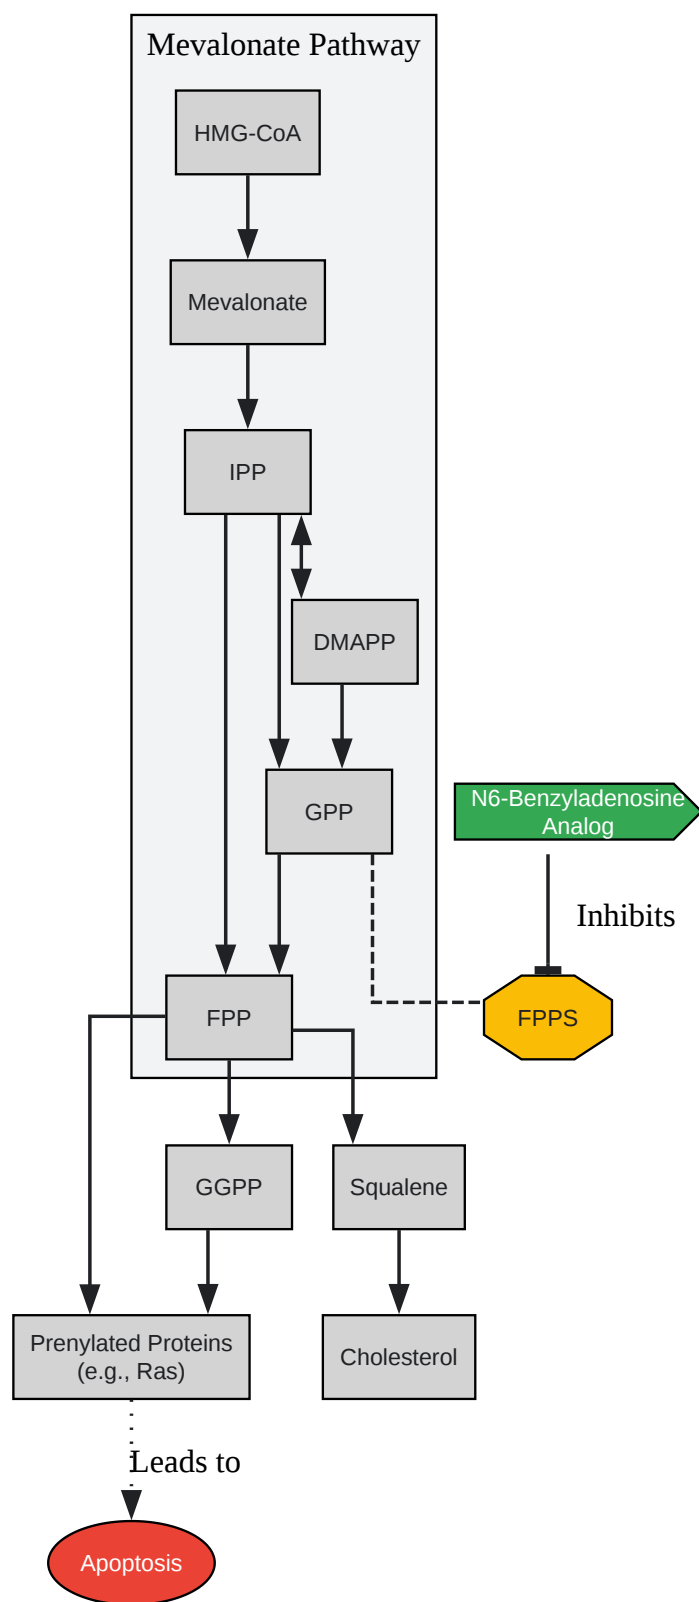 Mevalonate Pathway
HMG-CoA
Mevalonate
IPP
DMAPP
GPP
N6-Benzyladenosine
Analog
Inhibits
FPP
FPPS
GGPP
Squalene
Prenylated Proteins
(e.g., Ras)
Cholesterol
Leads to
Apoptosis